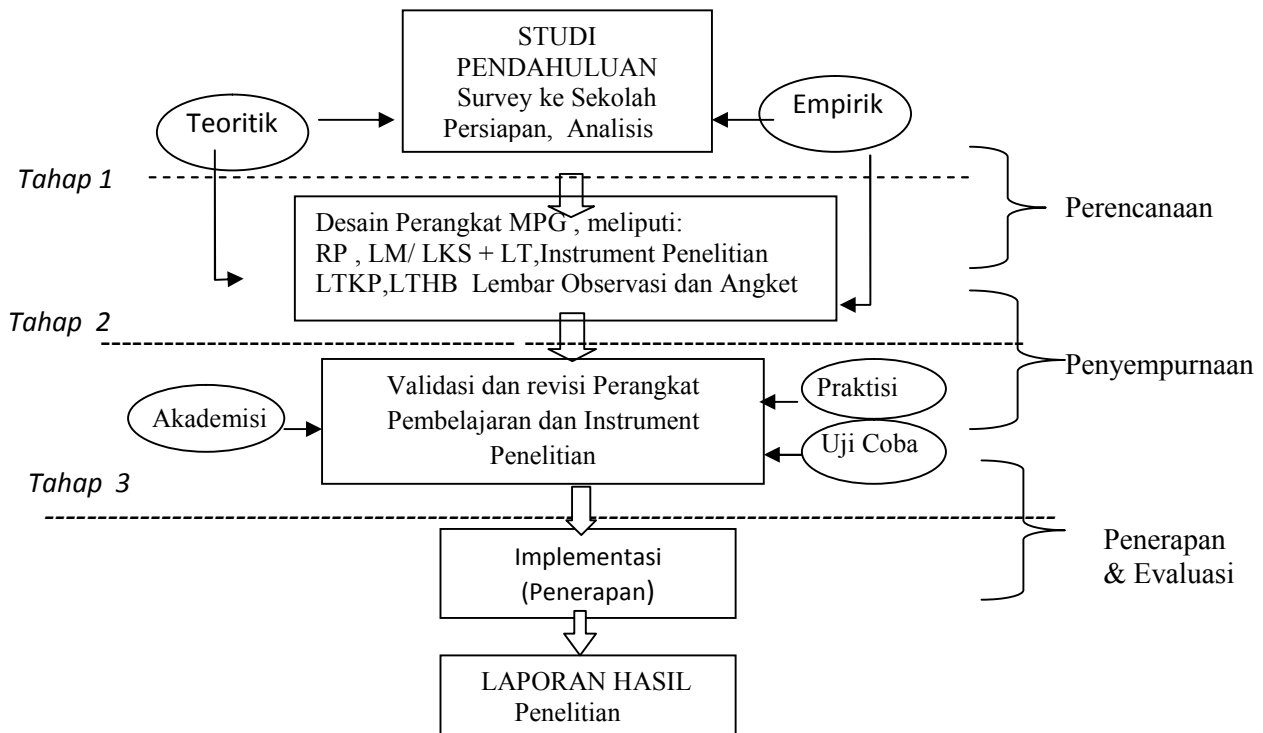 STUDI
PENDAHULUAN
Survey ke Sekolah
Persiapan, Analisis
Teoritik
Empirik
Tahap 1
Perencanaan
Desain Perangkat MPG , meliputi:
RP , LM/ LKS + LT,Instrument Penelitian
LTKP,LTHB Lembar Observasi dan Angket
Tahap 2
Penyempurnaan
Validasi dan revisi Perangkat
Pembelajaran dan Instrument
Penelitian
Akademisi
Praktisi
Uji Coba
Tahap 3
Penerapan
& Evaluasi
Implementasi
(Penerapan)
LAPORAN HASIL
Penelitian